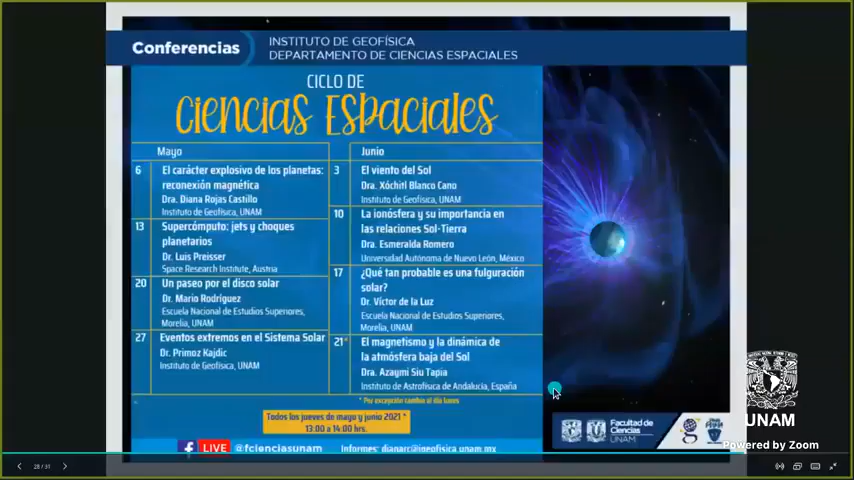 Conferencias
INSTITUTO DE GEOFÍSICA
DEPARTAMENTO DE CIENCIAS ESPACIALES
CICLO DE
Ciencias Espaciales
Mayo
6 El carácter explosivo de los planetas:
reconexión magnética
Dra. Diana Rojas Castillo
Instituto de Geofísica, UNAM
13 Supercómputo: jets y choques
planetarios
Dr. Luis Preisser
Space Research Institute, Austria
20 Un paseo por el disco solar
Dr. Mario Rodríguez
Escuela Nacional de Estudios Superiores,
Morelia, UNAM
27 Eventos extremos en el Sistema Solar
Dr. Primoz Kajdic
Instituto de Geofísica, UNAM
Junio
3 El viento del Sol
Dra. Xóchitl Blanco Cano
Instituto de Geofísica, UNAM
10 La ionósfera y su importancia en
las relaciones Sol-Tierra
Dra. Esmeralda Romero
Universidad Autónoma de Nuevo León, México
17 ¿Qué tan probable es una fulguración
solar?
Dr. Víctor de la Luz
Escuela Nacional de Estudios Superiores,
Morelia, UNAM
21* El magnetismo y la dinámica de
la atmósfera baja del Sol
Dra. Azaymi Siu Tapia
Instituto de Astrofísica de Andalucía, España
* Por excepción cambio al día lunes
Todos los jueves de mayo y junio 2021 *
13:00 a 14:00 hrs.
f LIVE @fcienciasunam
Informes: dianarc@igeofisica.unam.mx
Facultad de
Ciencias
UNAM
UNAM
Powered by Zoom
28 / 31